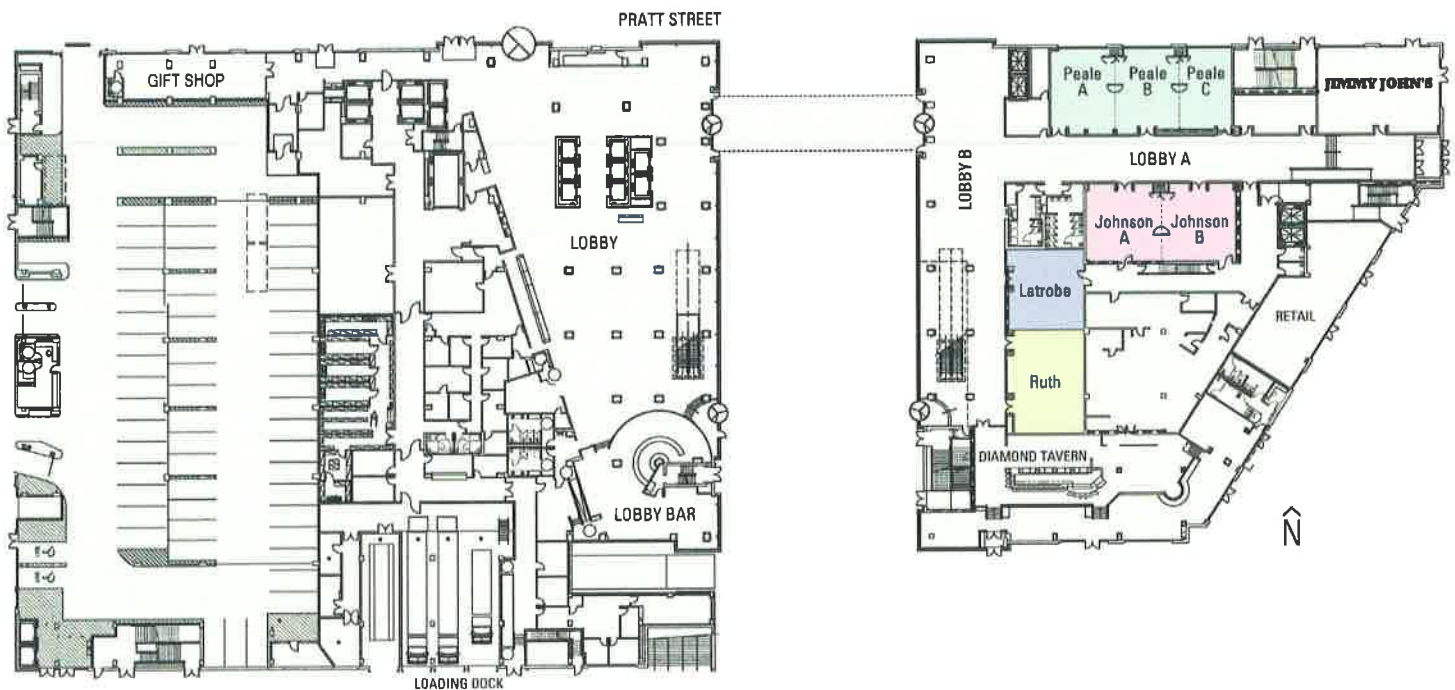 PRATT STREET
GIFT SHOP
Peale
A
Peale
B
Peale
C
JIMMY JOHN'S
LOBBY B
LOBBY A
LOBBY
Johnson
A
Johnson
B
Latrobe
RETAIL
Ruth
DIAMOND TAVERN
LOBBY BAR
N
LOADING DOCK